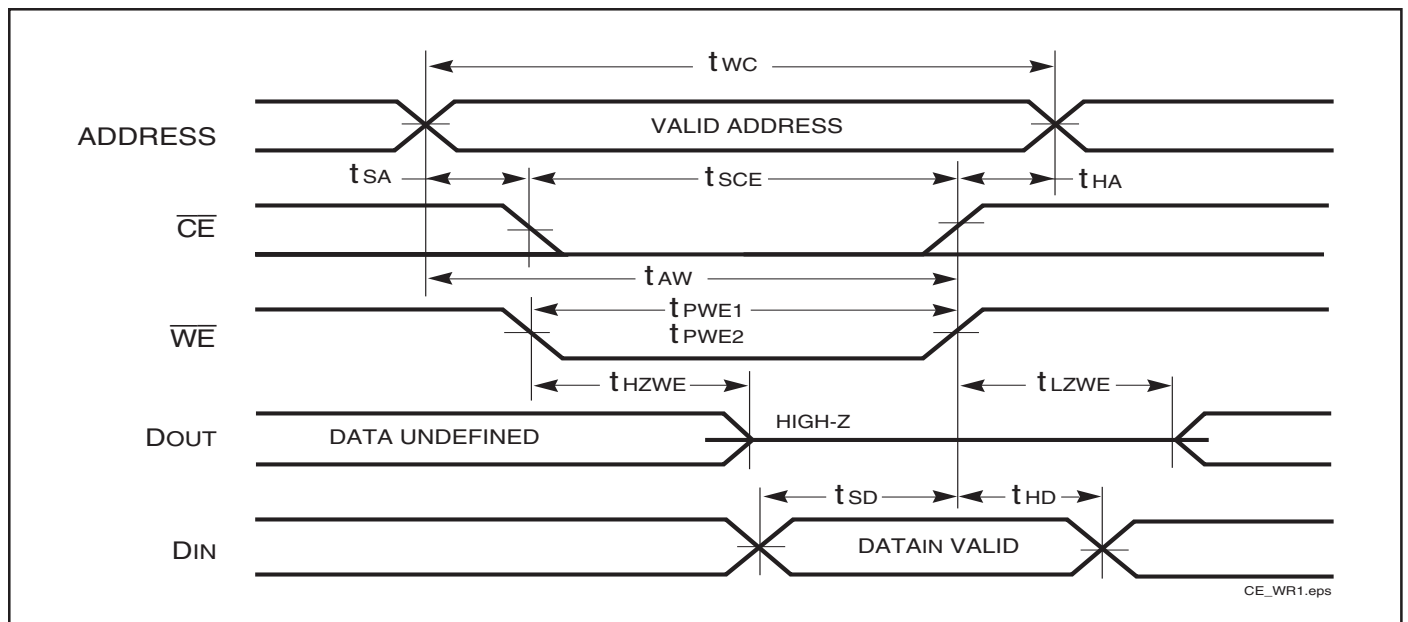 tWC
ADDRESS
VALID ADDRESS
tSA
tSCE
tHA
CE
tAW
tPWE1
tPWE2
WE
tHZWE
tLZWE
DOUT
DATA UNDEFINED
HIGH-Z
tSD
tHD
DIN
DATAIN VALID
CE_WR1.eps